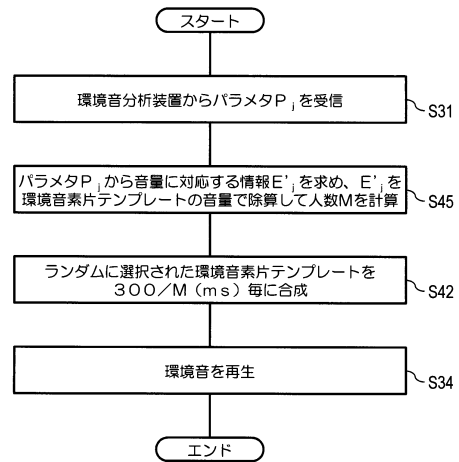 スタート
環境音分析装置からパラメタPjを受信
S31
パラメタPjから音量に対応する情報E'jを求め、E'jを
環境音素片テンプレートの音量で除算して人数Mを計算
S45
ランダムに選択された環境音素片テンプレートを
300/M(ms)毎に合成
S42
環境音を再生
S34
エンド